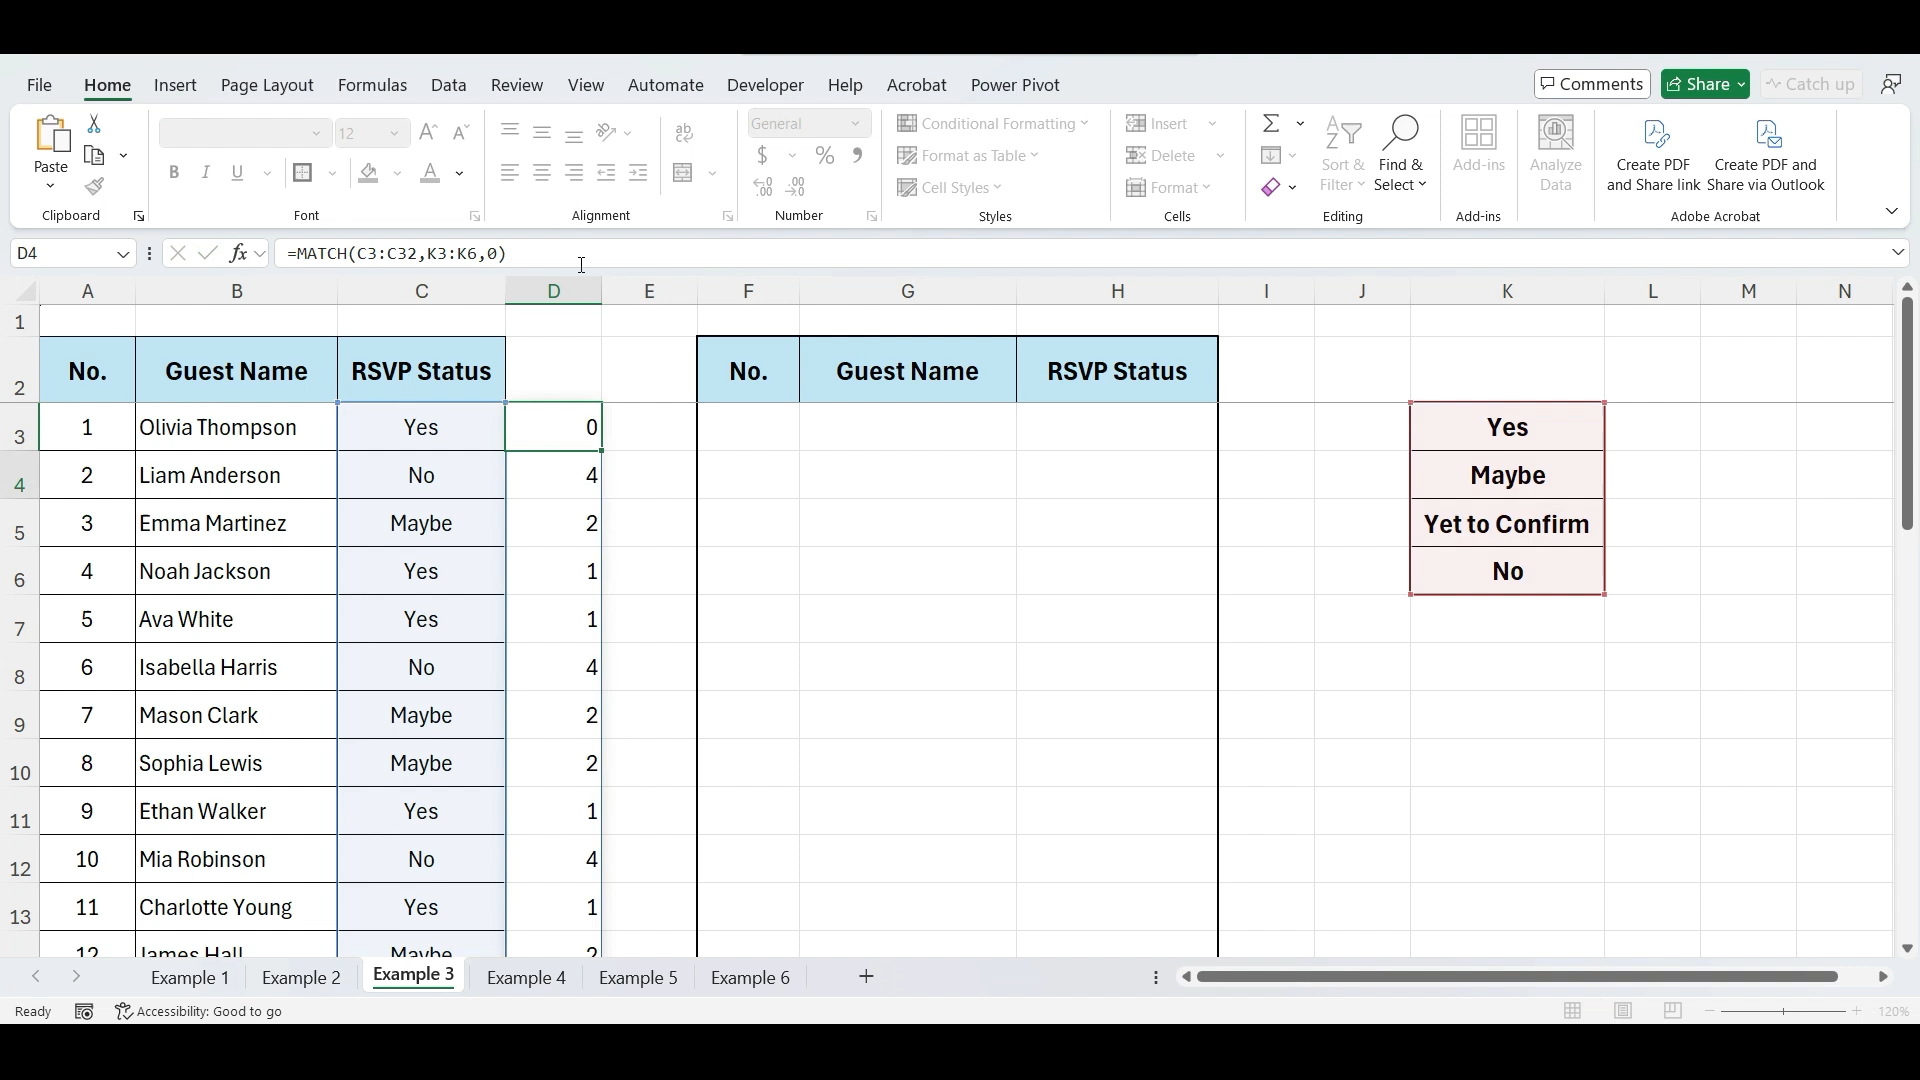 File Home Insert Page Layout Formulas Data Review View Automate Developer Help Acrobat Power Pivot Comments Share Catch up
12 General Conditional Formatting Insert
Paste Format as Table Delete Sort & Filter Find & Select Add-ins Analyze Data Create PDF and Share link Create PDF and Share via Outlook
B I U $ % 9 Cell Styles Format
Clipboard Font Alignment Number Styles Cells Editing Add-ins Adobe Acrobat
D4 fx =MATCH(C3:C32,K3:K6,0)
A B C D E F G H I J K L M N
1
2 No. Guest Name RSVP Status No. Guest Name RSVP Status
3 1 Olivia Thompson Yes 0 Yes
4 2 Liam Anderson No 4 Maybe
5 3 Emma Martinez Maybe 2 Yet to Confirm
6 4 Noah Jackson Yes 1 No
7 5 Ava White Yes 1
8 6 Isabella Harris No 4
9 7 Mason Clark Maybe 2
10 8 Sophia Lewis Maybe 2
11 9 Ethan Walker Yes 1
12 10 Mia Robinson No 4
13 11 Charlotte Young Yes 1
12 James Hall Maybe 2
Example 1 Example 2 Example 3 Example 4 Example 5 Example 6
Ready Accessibility: Good to go 120%